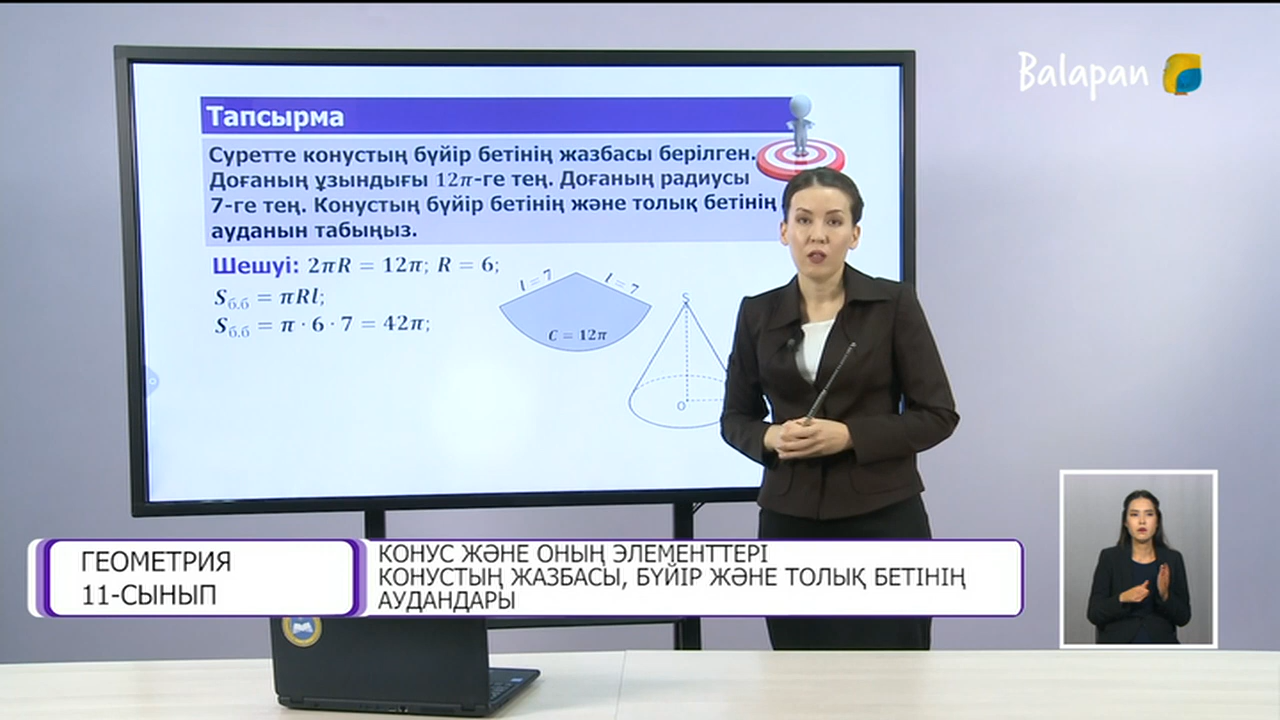 Balapan
Тапсырма
Суретте конустың бүйір бетінің жазбасы берілген.
Доғаның ұзындығы 12π-ге тең. Доғаның радиусы
7-ге тең. Конустың бүйір бетінің және толық бетінің
ауданын табыңыз.
Шешуі: 2πR = 12π; R = 6;
l = 7
l = 7
S б.б = πRl;
S
S б.б = π · 6 · 7 = 42π;
C = 12π
O
ГЕОМЕТРИЯ
11-СЫНЫП
КОНУС ЖӘНЕ ОНЫҢ ЭЛЕМЕНТТЕРІ
КОНУСТЫҢ ЖАЗБАСЫ, БҮЙІР ЖӘНЕ ТОЛЫҚ БЕТІНІҢ
АУДАНДАРЫ